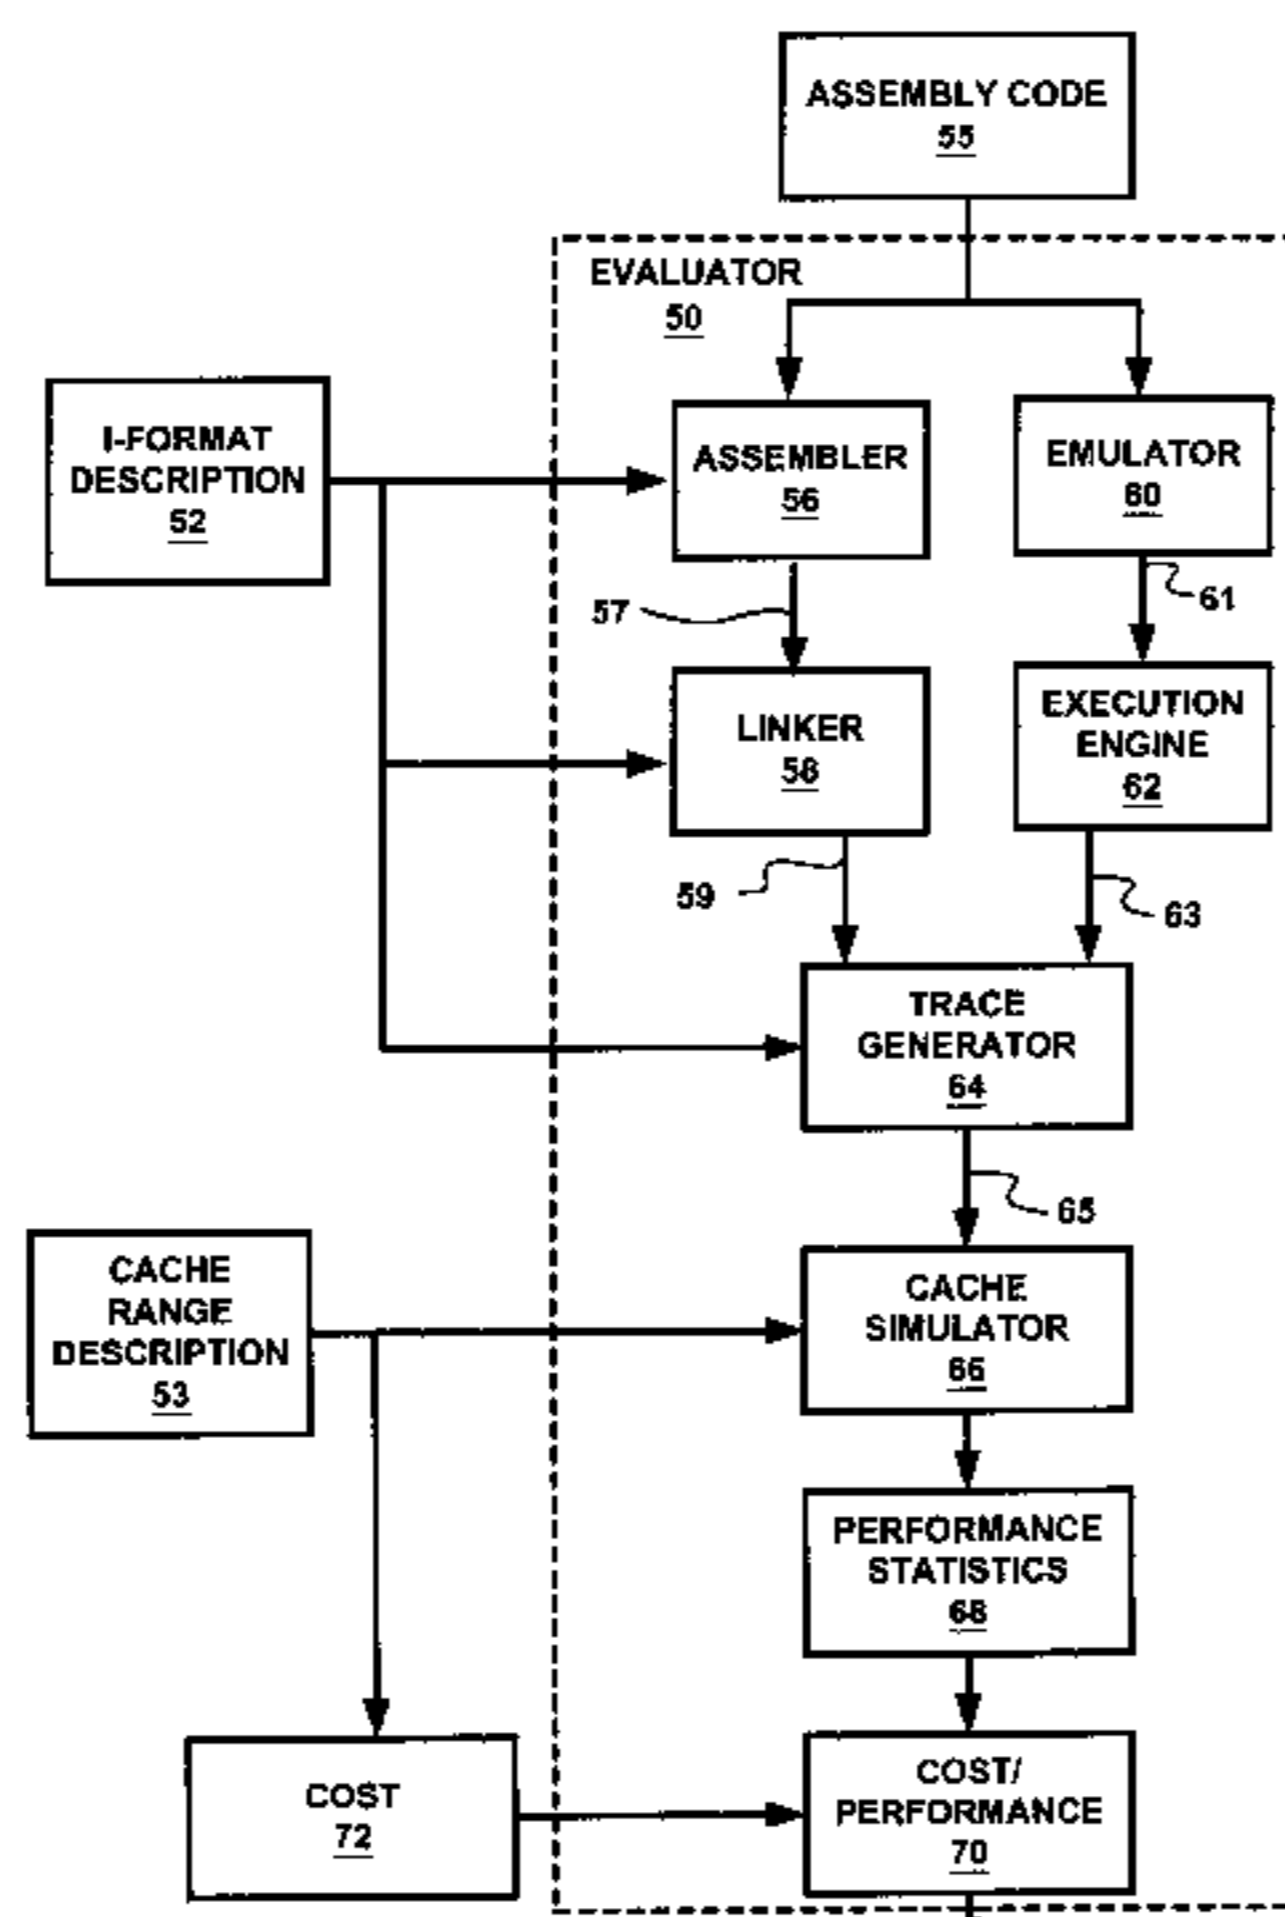 ASSEMBLY CODE
55
EVALUATOR
50
I-FORMAT
DESCRIPTION
52
ASSEMBLER
56
EMULATOR
60
57
61
LINKER
58
EXECUTION
ENGINE
62
59
63
TRACE
GENERATOR
64
65
CACHE
RANGE
DESCRIPTION
53
CACHE
SIMULATOR
66
PERFORMANCE
STATISTICS
68
COST
72
COST/
PERFORMANCE
70